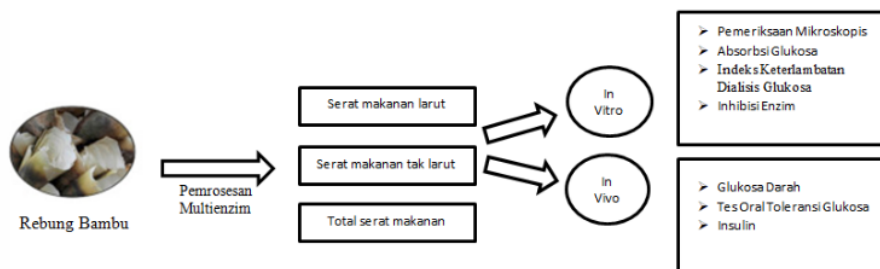 Rebung Bambu
Pemrosesan
Multienzim
Serat makanan larut
Serat makanan tak larut
Total serat makanan
In
Vitro
In
Vivo
➢ Pemeriksaan Mikroskopis
➢ Absorbsi Glukosa
➢ Indeks Keterlambatan
Dialisis Glukosa
➢ Inhibisi Enzim
➢ Glukosa Darah
➢ Tes Oral Toleransi Glukosa
➢ Insulin